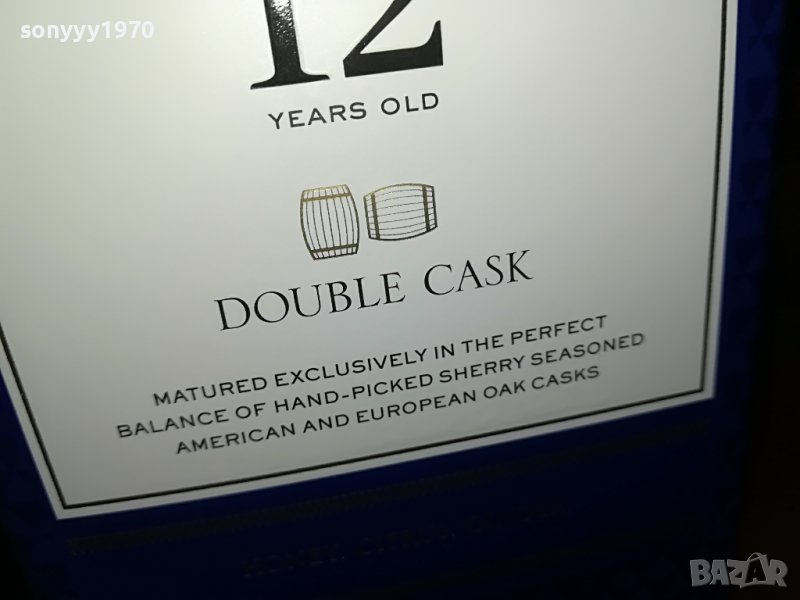 sonyyy1970
12
YEARS OLD
DOUBLE CASK
MATURED EXCLUSIVELY IN THE PERFECT
BALANCE OF HAND-PICKED SHERRY SEASONED
AMERICAN AND EUROPEAN OAK CASKS
BAZAR